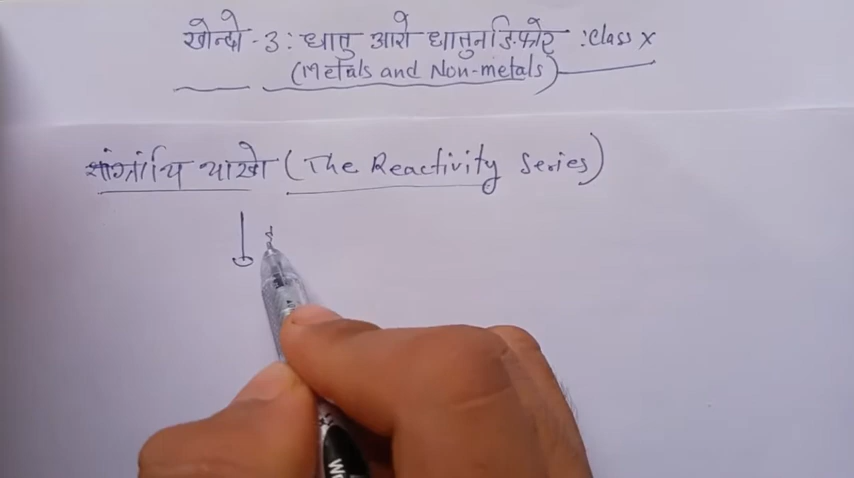 खोन्दो - 3 : धातु आरो धातुनङि फोर : Class X
(Metals and Non-metals)
सांग्रांथि थाखो (The Reactivity Series)